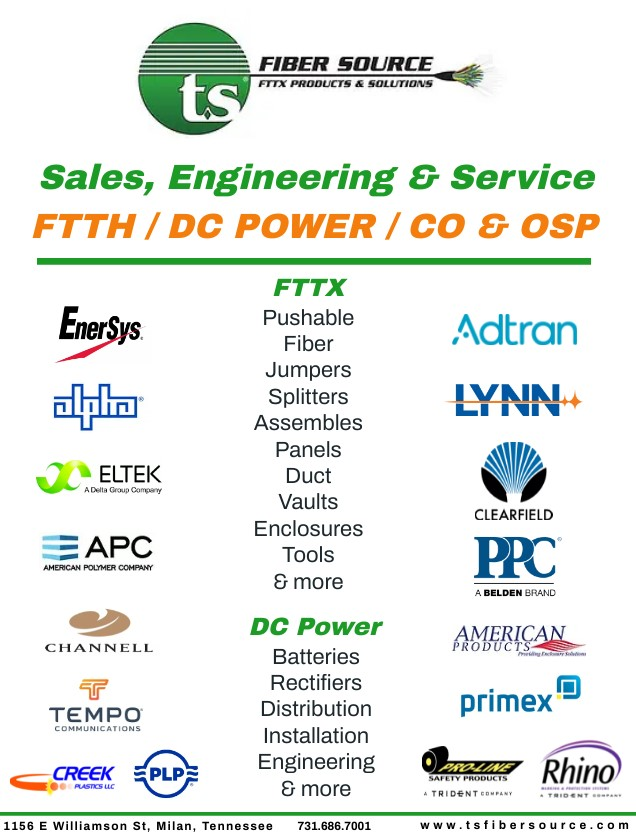 ts
FIBER SOURCE
FTTX PRODUCTS & SOLUTIONS
Sales, Engineering & Service
FTTH / DC POWER / CO & OSP
FTTX
Pushable
Fiber
Jumpers
Splitters
Assembles
Panels
Duct
Vaults
Enclosures
Tools
& more
DC Power
Batteries
Rectifiers
Distribution
Installation
Engineering
& more
EnerSys
alpha®
ELTEK
A Delta Group Company
APC
AMERICAN POLYMER COMPANY
CHANNELL
TEMPO
COMMUNICATIONS
CREEK
PLASTICS LLC
PLP®
Adtran
LYNN
CLEARFIELD
PPC®
A BELDEN BRAND
AMERICAN
PRODUCTS
Providing Enclosure Solutions
primex
PRO-LINE
SAFETY PRODUCTS
A TRIDENT COMPANY
Rhino
MARKING & PROTECTION SYSTEMS
A TRIDENT COMPANY
1156 E Williamson St, Milan, Tennessee 731.686.7001 www.tsfibersource.com